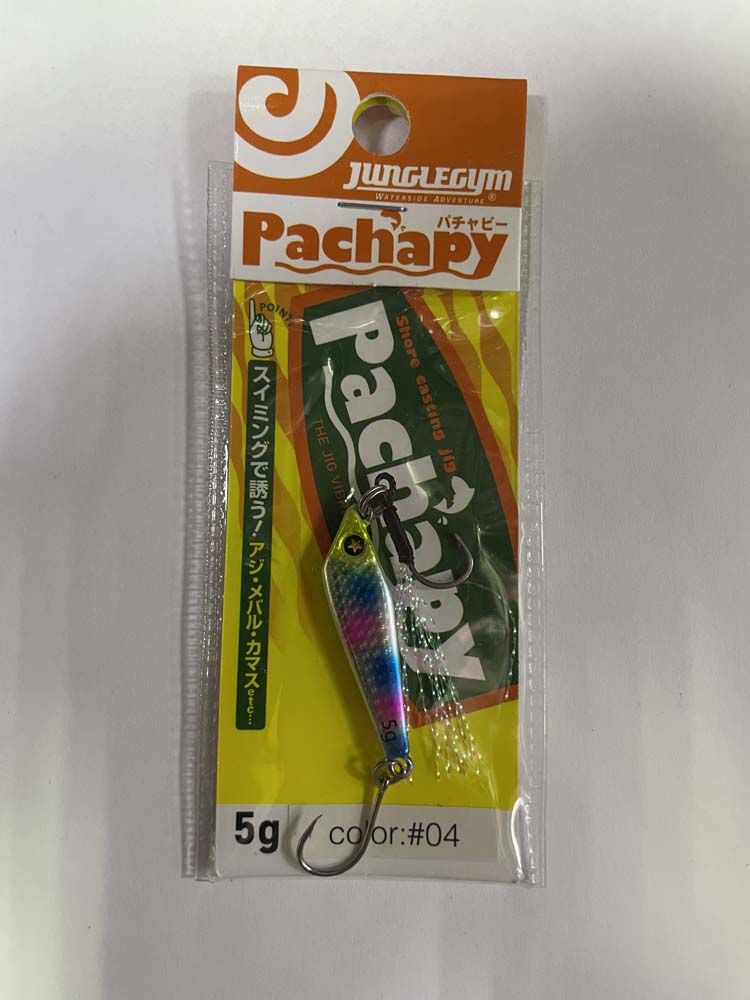 JUNGLEGYM
WATERSIDE ADVENTURE®
パチャピー
Pachapy
POINT
スイミングで誘う！アジ・メバル・カマスetc…
Shore casting jig
Pachapy
THE JIG VIB
5g
5g
color:#04